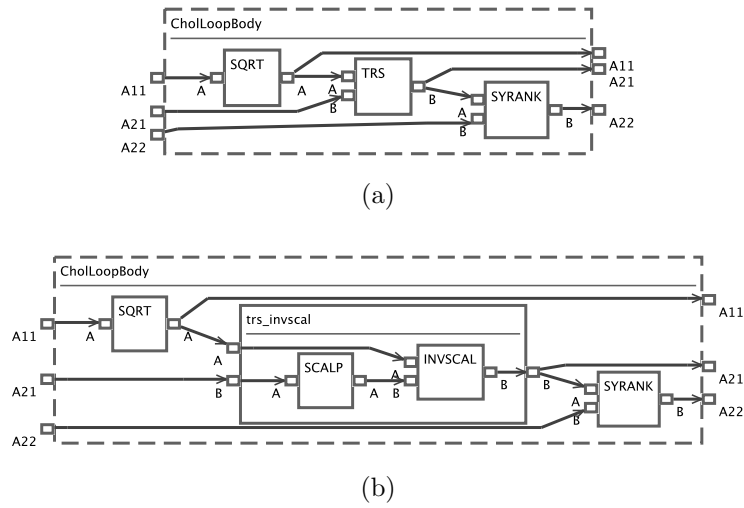 CholLoopBody
SQRT
TRS
SYRANK
A11
A21
A22
A
A
A
B
B
A
B
B
A11
A21
A22
(a)
CholLoopBody
SQRT
trs_invscal
SCALP
INVSCAL
SYRANK
A11
A21
A22
A
A
A
B
A
A
A
B
B
B
A
B
B
A11
A21
A22
(b)